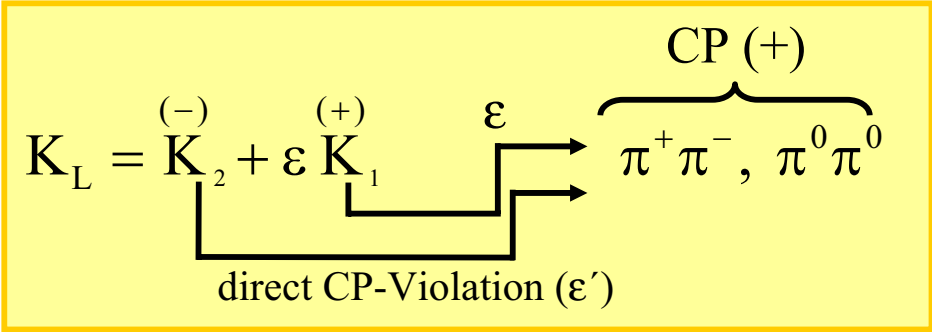 CP (+)
(−) (+) ε
K_L = K_2 + ε K_1 π⁺π⁻, π⁰π⁰
direct CP-Violation (ε´)